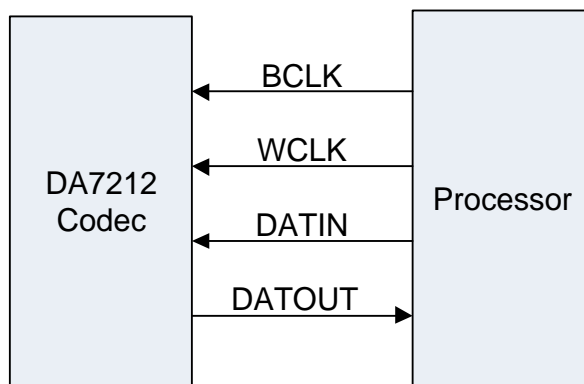 BCLK
WCLK
DA7212
Codec
Processor
DATIN
DATOUT